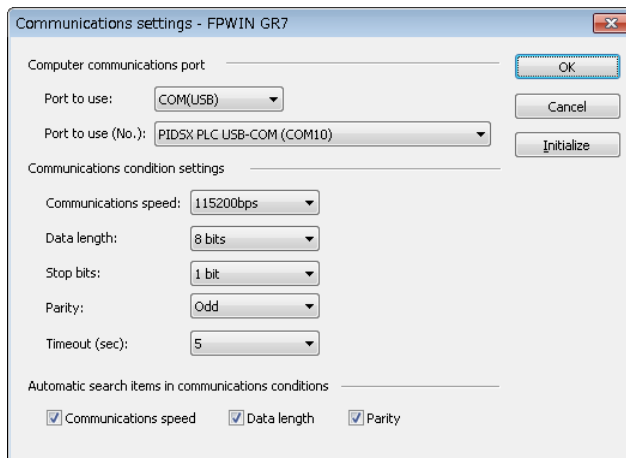 Communications settings - FPWIN GR7
Computer communications port
OK
Port to use: COM(USB)
Cancel
Port to use (No.): PIDSX PLC USB-COM (COM10)
Initialize
Communications condition settings
Communications speed: 115200bps
Data length: 8 bits
Stop bits: 1 bit
Parity: Odd
Timeout (sec): 5
Automatic search items in communications conditions
Communications speed Data length Parity